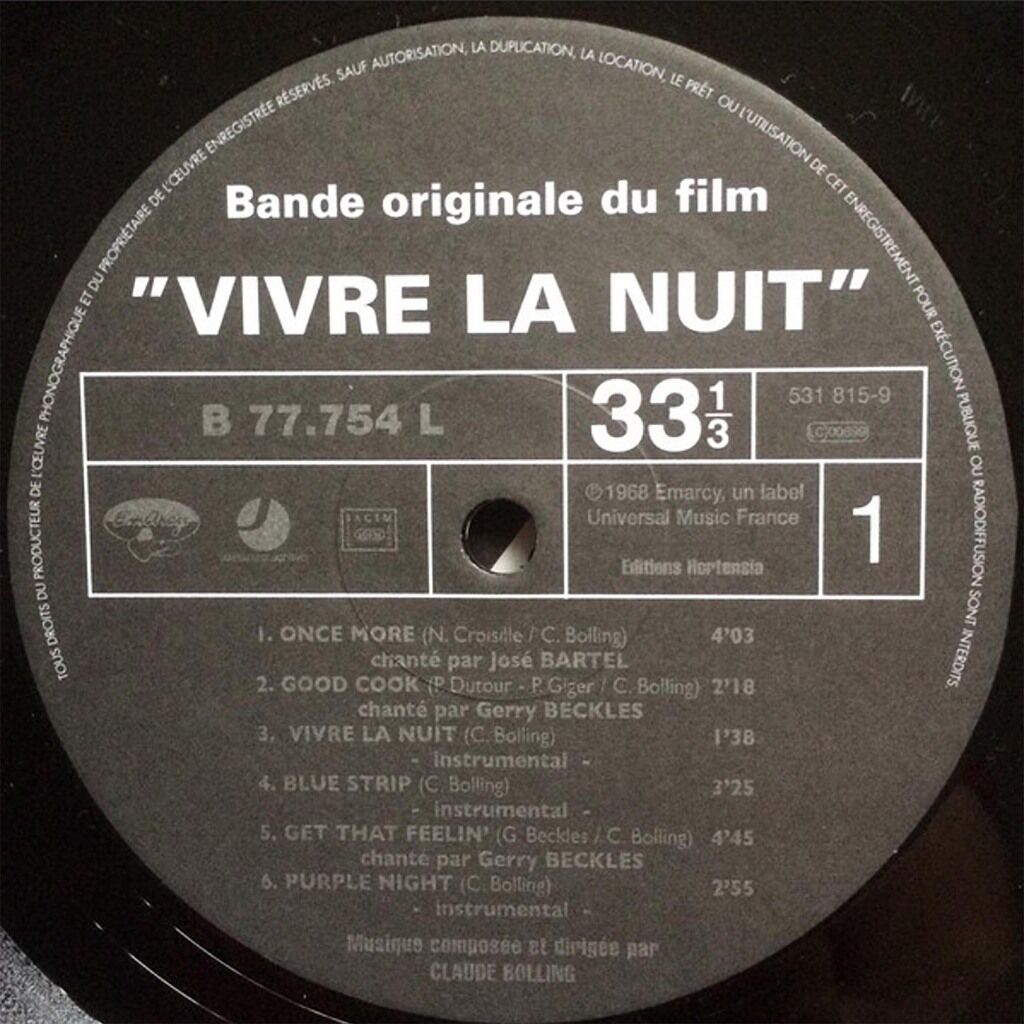 TOUS DROITS DU PRODUCTEUR DE L'ŒUVRE PHONOGRAPHIQUE ET DU PROPRIÉTAIRE DE L'ŒUVRE ENREGISTRÉE RÉSERVÉS. SAUF AUTORISATION, LA DUPLICATION, LA LOCATION, LE PRÊT OU L'UTILISATION DE CET ENREGISTREMENT POUR EXÉCUTION PUBLIQUE OU RADIODIFFUSION SONT INTERDITS.
Bande originale du film
"VIVRE LA NUIT"
B 77.754 L
33 1/3
531 815-9
LC 00699
EmArcy
SACEM
℗ 1968 Emarcy, un label
Universal Music France
Editions Hortensia
1
1. ONCE MORE (N. Croisille / C. Bolling) 4'03
chanté par José BARTEL
2. GOOD COOK (P. Dutour - P. Giger / C. Bolling) 2'18
chanté par Gerry BECKLES
3. VIVRE LA NUIT (C. Bolling) 1'38
- instrumental -
4. BLUE STRIP (C. Bolling) 3'25
- instrumental -
5. GET THAT FEELIN' (G. Beckles / C. Bolling) 4'45
chanté par Gerry BECKLES
6. PURPLE NIGHT (C. Bolling) 2'55
- instrumental -
Musique composée et dirigée par
CLAUDE BOLLING